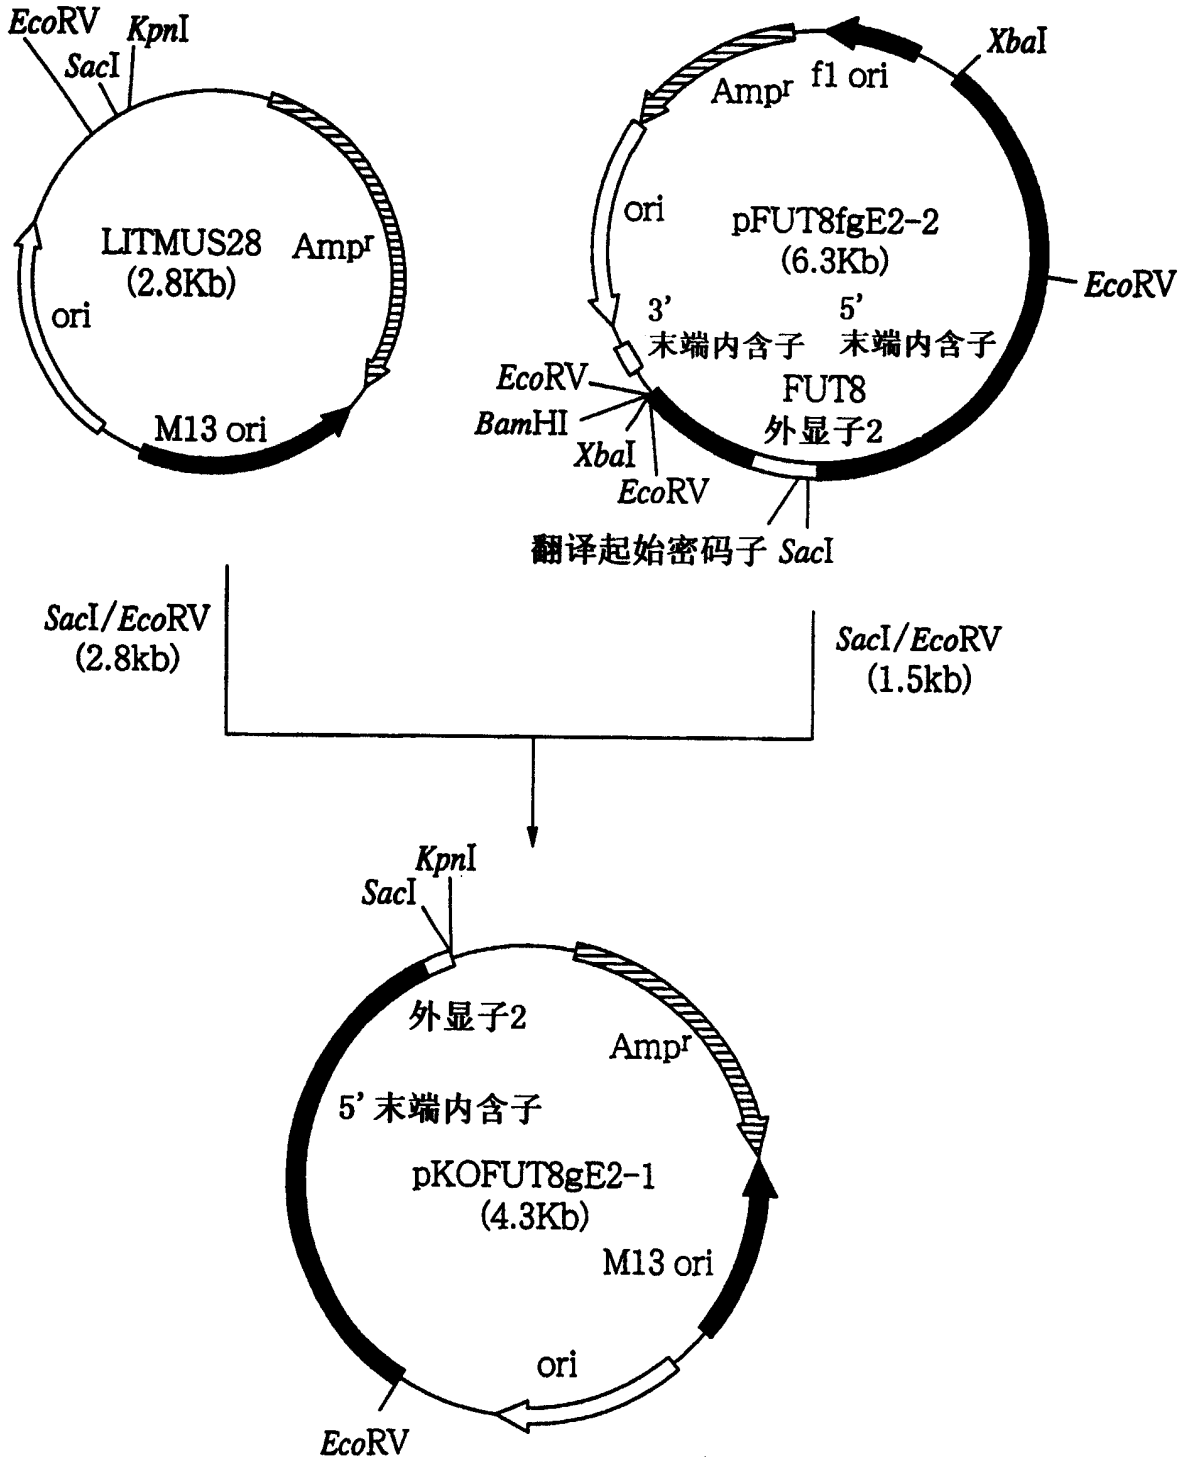 EcoRV
KpnI
SacI
LITMUS28
(2.8Kb)
Ampr
ori
M13 ori
XbaI
f1 ori
Ampr
ori
pFUT8fgE2-2
(6.3Kb)
EcoRV
3’
末端内含子
5’
末端内含子
FUT8
外显子2
EcoRV
BamHI
XbaI
EcoRV
翻译起始密码子
SacI
SacI/EcoRV
(2.8kb)
SacI/EcoRV
(1.5kb)
KpnI
SacI
外显子2
Ampr
5’末端内含子
pKOFUT8gE2-1
(4.3Kb)
M13 ori
ori
EcoRV